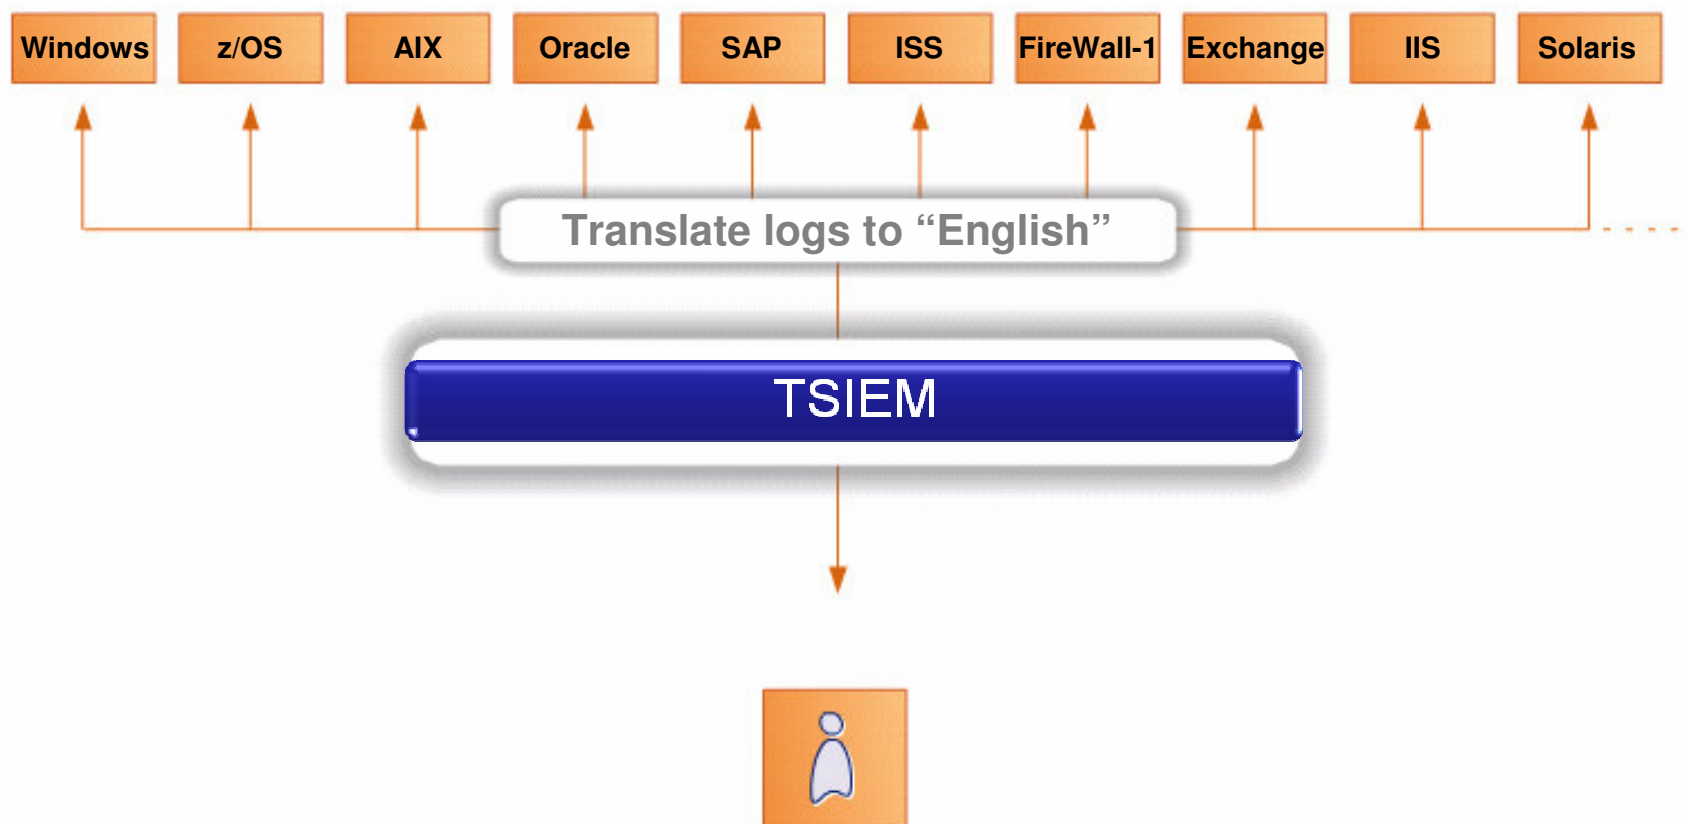 Windows z/OS AIX Oracle SAP ISS FireWall-1 Exchange IIS Solaris
Translate logs to “English”
TSIEM